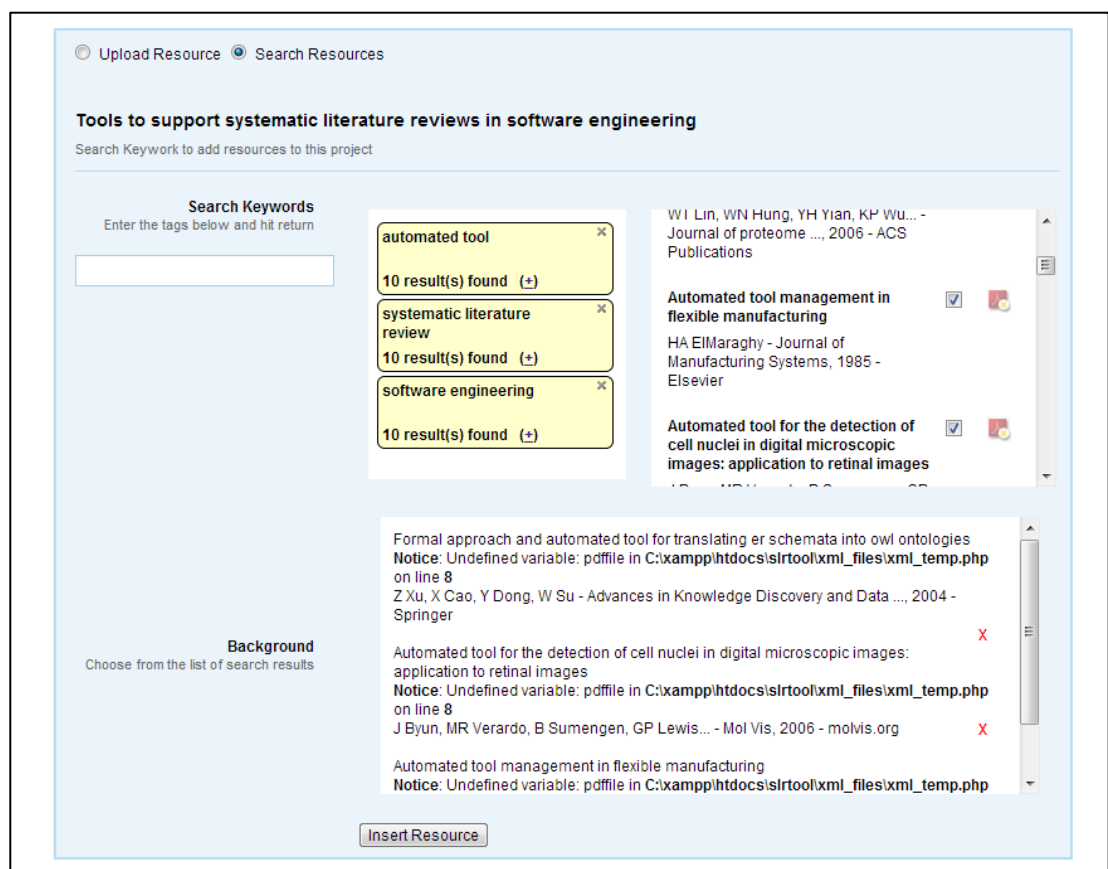 Upload Resource Search Resources
Tools to support systematic literature reviews in software engineering
Search Keywork to add resources to this project
Search Keywords
Enter the tags below and hit return
automated tool
10 result(s) found (+)
systematic literature
review
10 result(s) found (+)
software engineering
10 result(s) found (+)
WT Lin, WN Hung, YH Yian, KP Wu... -
Journal of proteome ..., 2006 - ACS
Publications
Automated tool management in
flexible manufacturing
HA ElMaraghy - Journal of
Manufacturing Systems, 1985 -
Elsevier
Automated tool for the detection of
cell nuclei in digital microscopic
images: application to retinal images
Background
Choose from the list of search results
Formal approach and automated tool for translating er schemata into owl ontologies
Notice: Undefined variable: pdffile in C:\xampp\htdocs\slrtool\xml_files\xml_temp.php
on line 8
Z Xu, X Cao, Y Dong, W Su - Advances in Knowledge Discovery and Data ..., 2004 -
Springer
X
Automated tool for the detection of cell nuclei in digital microscopic images:
application to retinal images
Notice: Undefined variable: pdffile in C:\xampp\htdocs\slrtool\xml_files\xml_temp.php
on line 8
J Byun, MR Verardo, B Sumengen, GP Lewis... - Mol Vis, 2006 - molvis.org X
Automated tool management in flexible manufacturing
Notice: Undefined variable: pdffile in C:\xampp\htdocs\slrtool\xml_files\xml_temp.php
Insert Resource